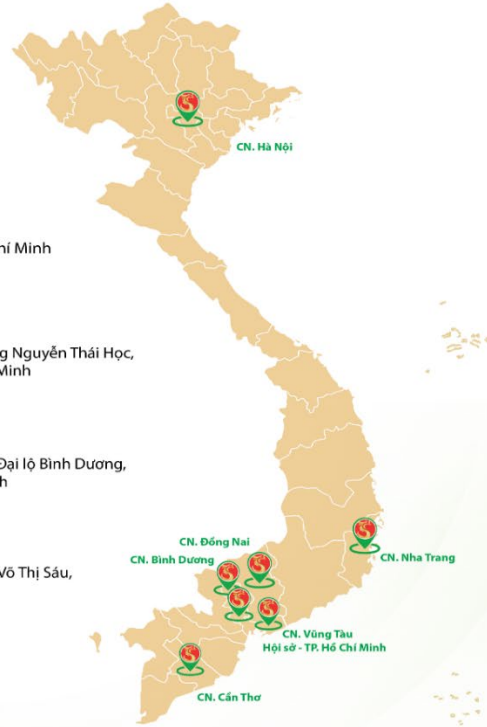 CN. Hà Nội
hí Minh
g Nguyễn Thái Học,
Minh
Đại lộ Bình Dương,
h
Võ Thị Sáu,
CN. Đồng Nai
CN. Bình Dương
CN. Nha Trang
CN. Vũng Tàu
Hội sở - TP. Hồ Chí Minh
CN. Cần Thơ